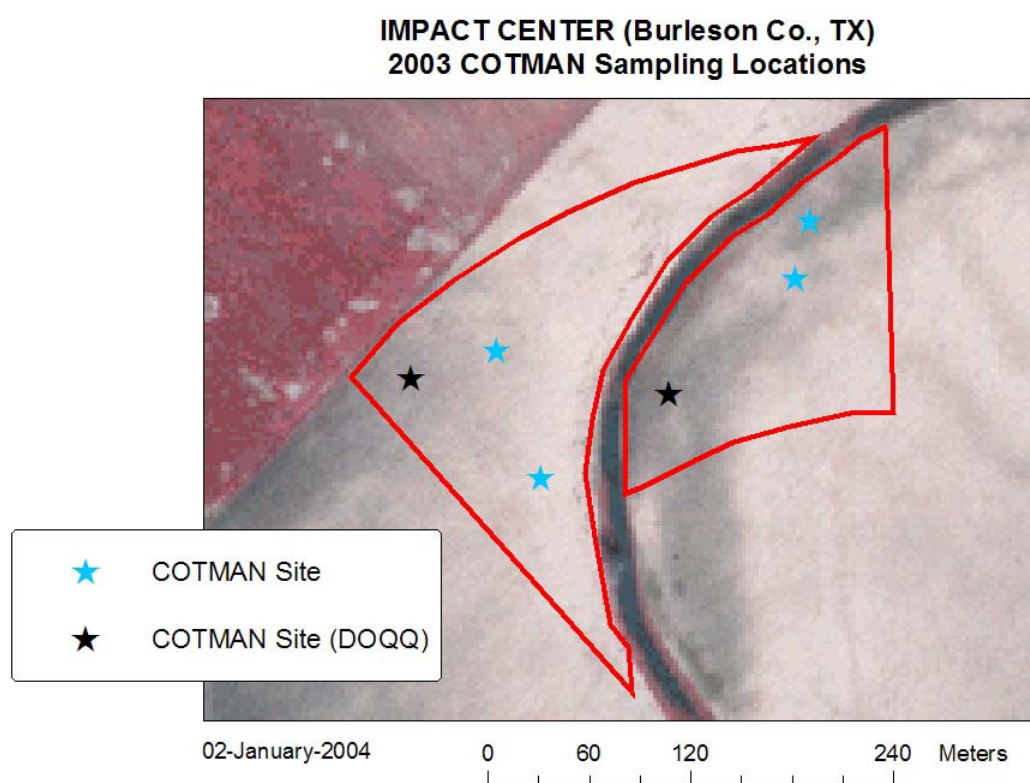 IMPACT CENTER (Burleson Co., TX)
2003 COTMAN Sampling Locations
COTMAN Site
COTMAN Site (DOQQ)
02-January-2004
0 60 120 240 Meters